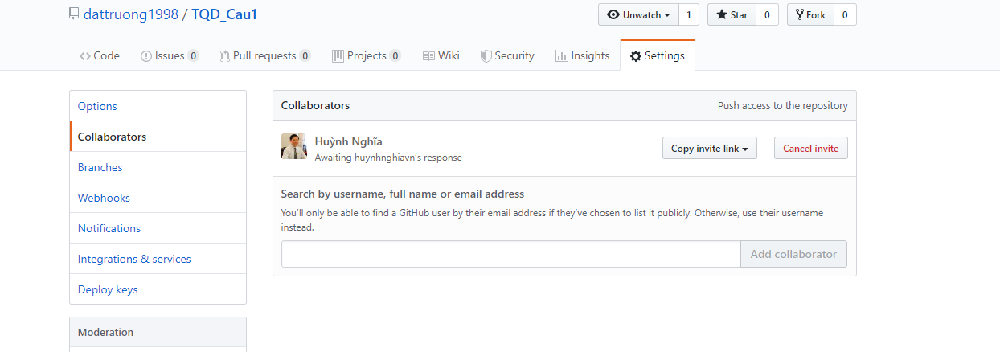 dattruong1998 / TQD_Cau1
Unwatch 1 Star 0 Fork 0
Code Issues 0 Pull requests 0 Projects 0 Wiki Security Insights Settings
Options
Collaborators
Branches
Webhooks
Notifications
Integrations & services
Deploy keys
Moderation
Collaborators Push access to the repository
Huỳnh Nghĩa
Awaiting huynhnghiavn's response
Copy invite link Cancel invite
Search by username, full name or email address
You'll only be able to find a GitHub user by their email address if they've chosen to list it publicly. Otherwise, use their username
instead.
Add collaborator